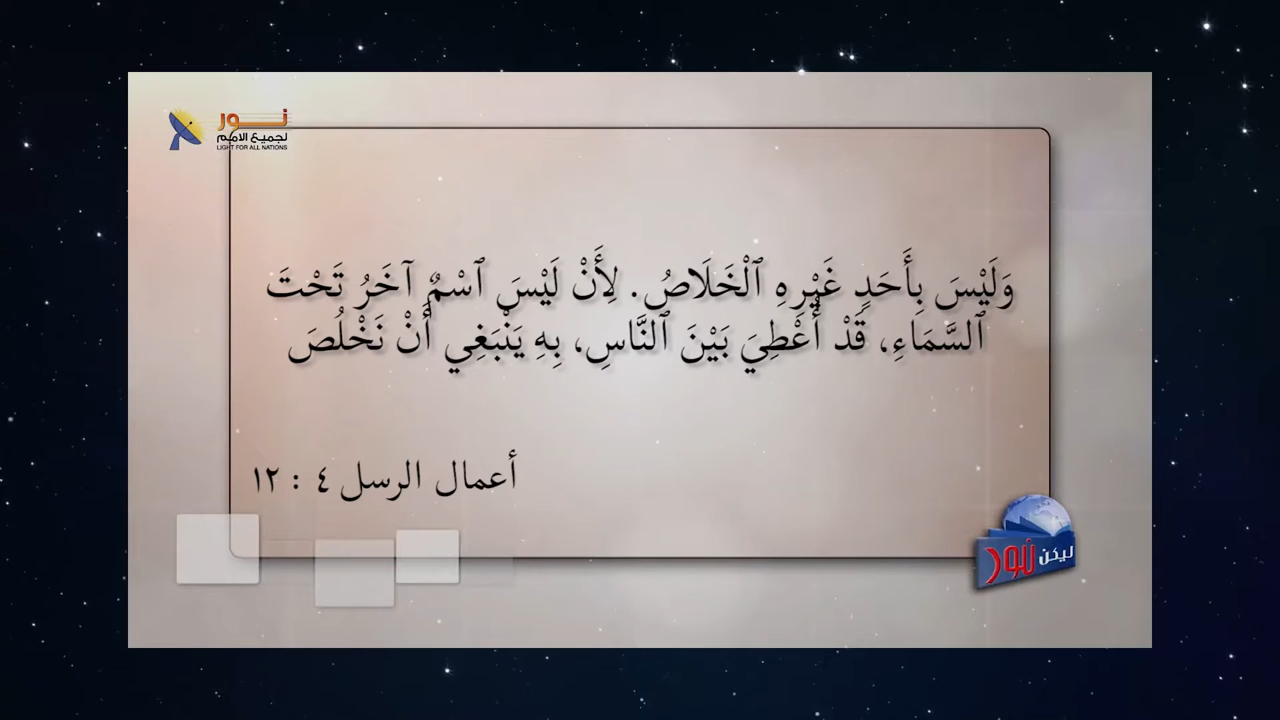 نور
لجميع الامم
LIGHT FOR ALL NATIONS
وَلَيْسَ بِأَحَدٍ غَيْرِهِ ٱلْخَلَاصُ. لِأَنْ لَيْسَ ٱسْمٌ آخَرُ تَحْتَ
ٱلسَّمَاءِ، قَدْ أُعْطِيَ بَيْنَ ٱلنَّاسِ، بِهِ يَنْبَغِي أَنْ نَخْلُصَ
أعمال الرسل ٤ : ١٢
ليكن نور